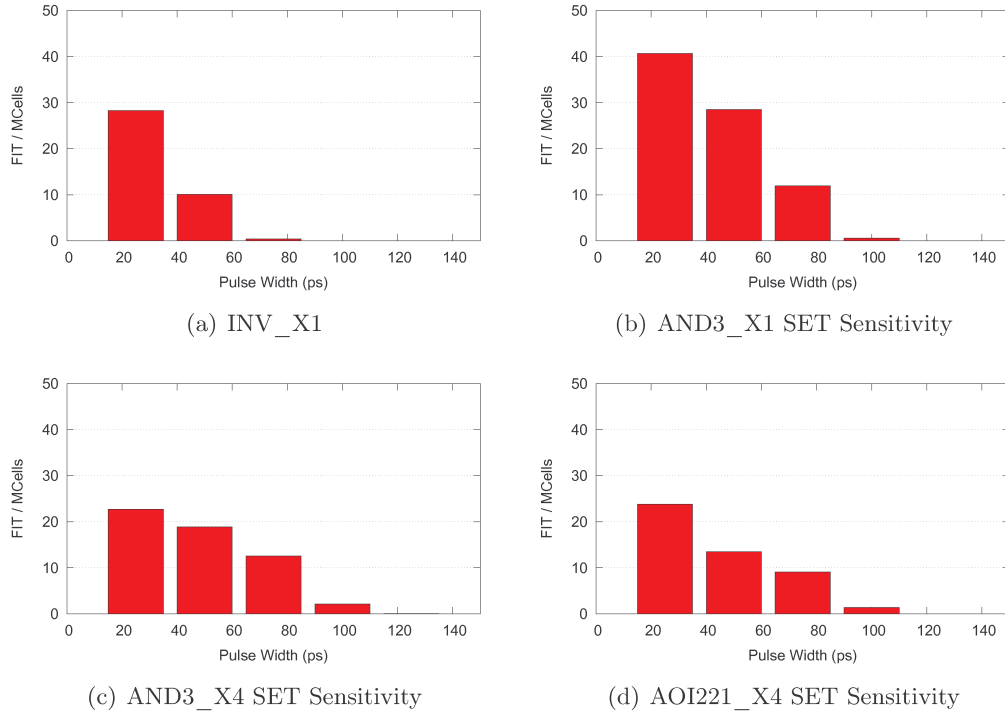 50
40
30
20
10
0
FIT / MCells
0 20 40 60 80 100 120 140
Pulse Width (ps)
(a) INV_X1
50
40
30
20
10
0
FIT / MCells
0 20 40 60 80 100 120 140
Pulse Width (ps)
(b) AND3_X1 SET Sensitivity
50
40
30
20
10
0
FIT / MCells
0 20 40 60 80 100 120 140
Pulse Width (ps)
(c) AND3_X4 SET Sensitivity
50
40
30
20
10
0
FIT / MCells
0 20 40 60 80 100 120 140
Pulse Width (ps)
(d) AOI221_X4 SET Sensitivity